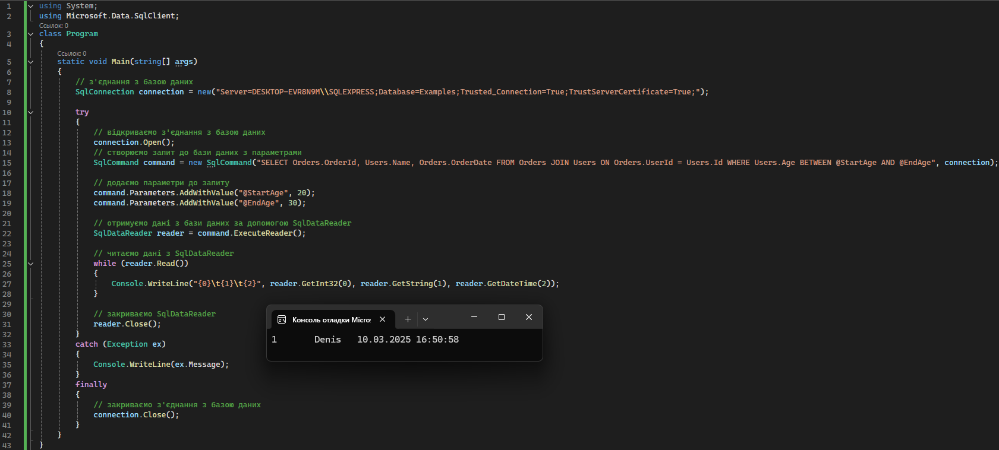 1 using System;
2 using Microsoft.Data.SqlClient;
Ссылок: 0
3 class Program
4 {
Ссылок: 0
5 static void Main(string[] args)
6 {
7 // з'єднання з базою даних
8 SqlConnection connection = new("Server=DESKTOP-EVR8N9M\\SQLEXPRESS;Database=Examples;Trusted_Connection=True;TrustServerCertificate=True;");
9
10 try
11 {
12 // відкриваємо з'єднання з базою даних
13 connection.Open();
14 // створюємо запит до бази даних з параметрами
15 SqlCommand command = new SqlCommand("SELECT Orders.OrderId, Users.Name, Orders.OrderDate FROM Orders JOIN Users ON Orders.UserId = Users.Id WHERE Users.Age BETWEEN @StartAge AND @EndAge", connection);
16
17 // додаємо параметри до запиту
18 command.Parameters.AddWithValue("@StartAge", 20);
19 command.Parameters.AddWithValue("@EndAge", 30);
20
21 // отримуємо дані з бази даних за допомогою SqlDataReader
22 SqlDataReader reader = command.ExecuteReader();
23
24 // читаємо дані з SqlDataReader
25 while (reader.Read())
26 {
27 Console.WriteLine("{0}\t{1}\t{2}", reader.GetInt32(0), reader.GetString(1), reader.GetDateTime(2));
28 }
29
30 // закриваємо SqlDataReader
31 reader.Close();
32 }
33 catch (Exception ex)
34 {
35 Console.WriteLine(ex.Message);
36 }
37 finally
38 {
39 // закриваємо з'єднання з базою даних
40 connection.Close();
41 }
42 }
43 }
Консоль отладки Micros
1 Denis 10.03.2025 16:50:58